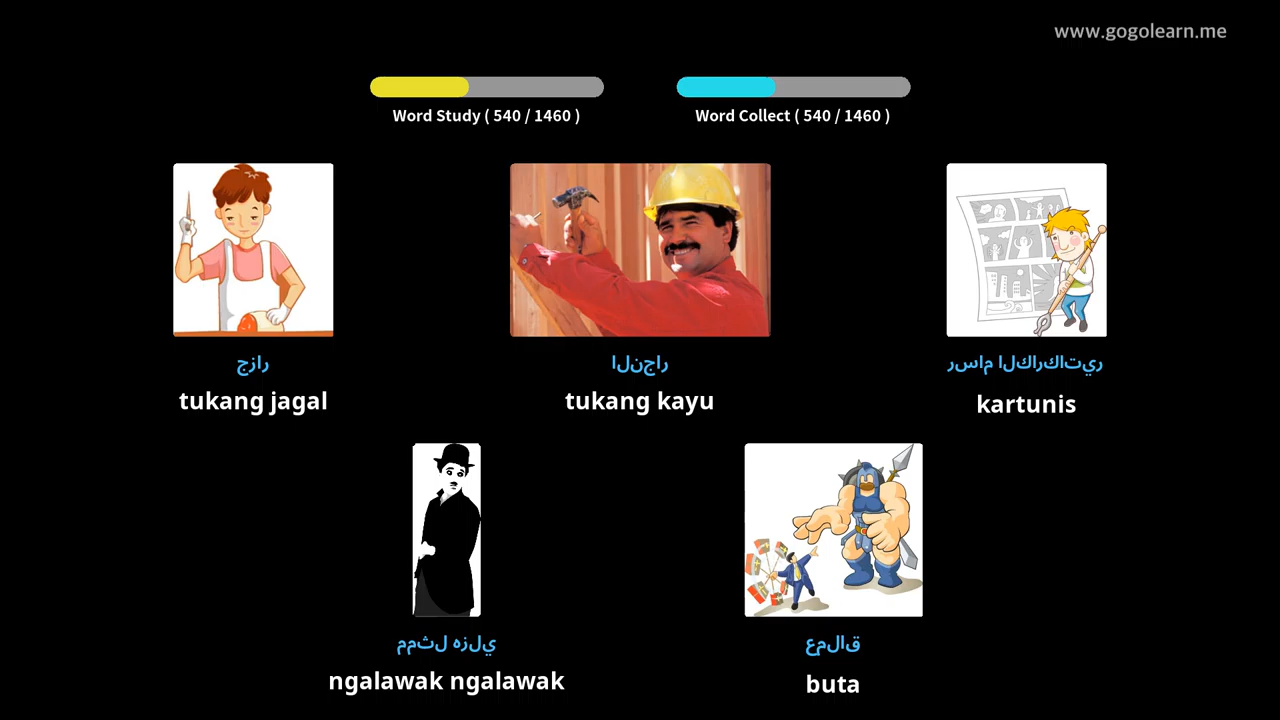 www.gogolearn.me
Word Study ( 540 / 1460 )
Word Collect ( 540 / 1460 )
جزار
tukang jagal
النجار
tukang kayu
رسام الكاركاتير
kartunis
ممثل هزلي
ngalawak ngalawak
عملاق
buta